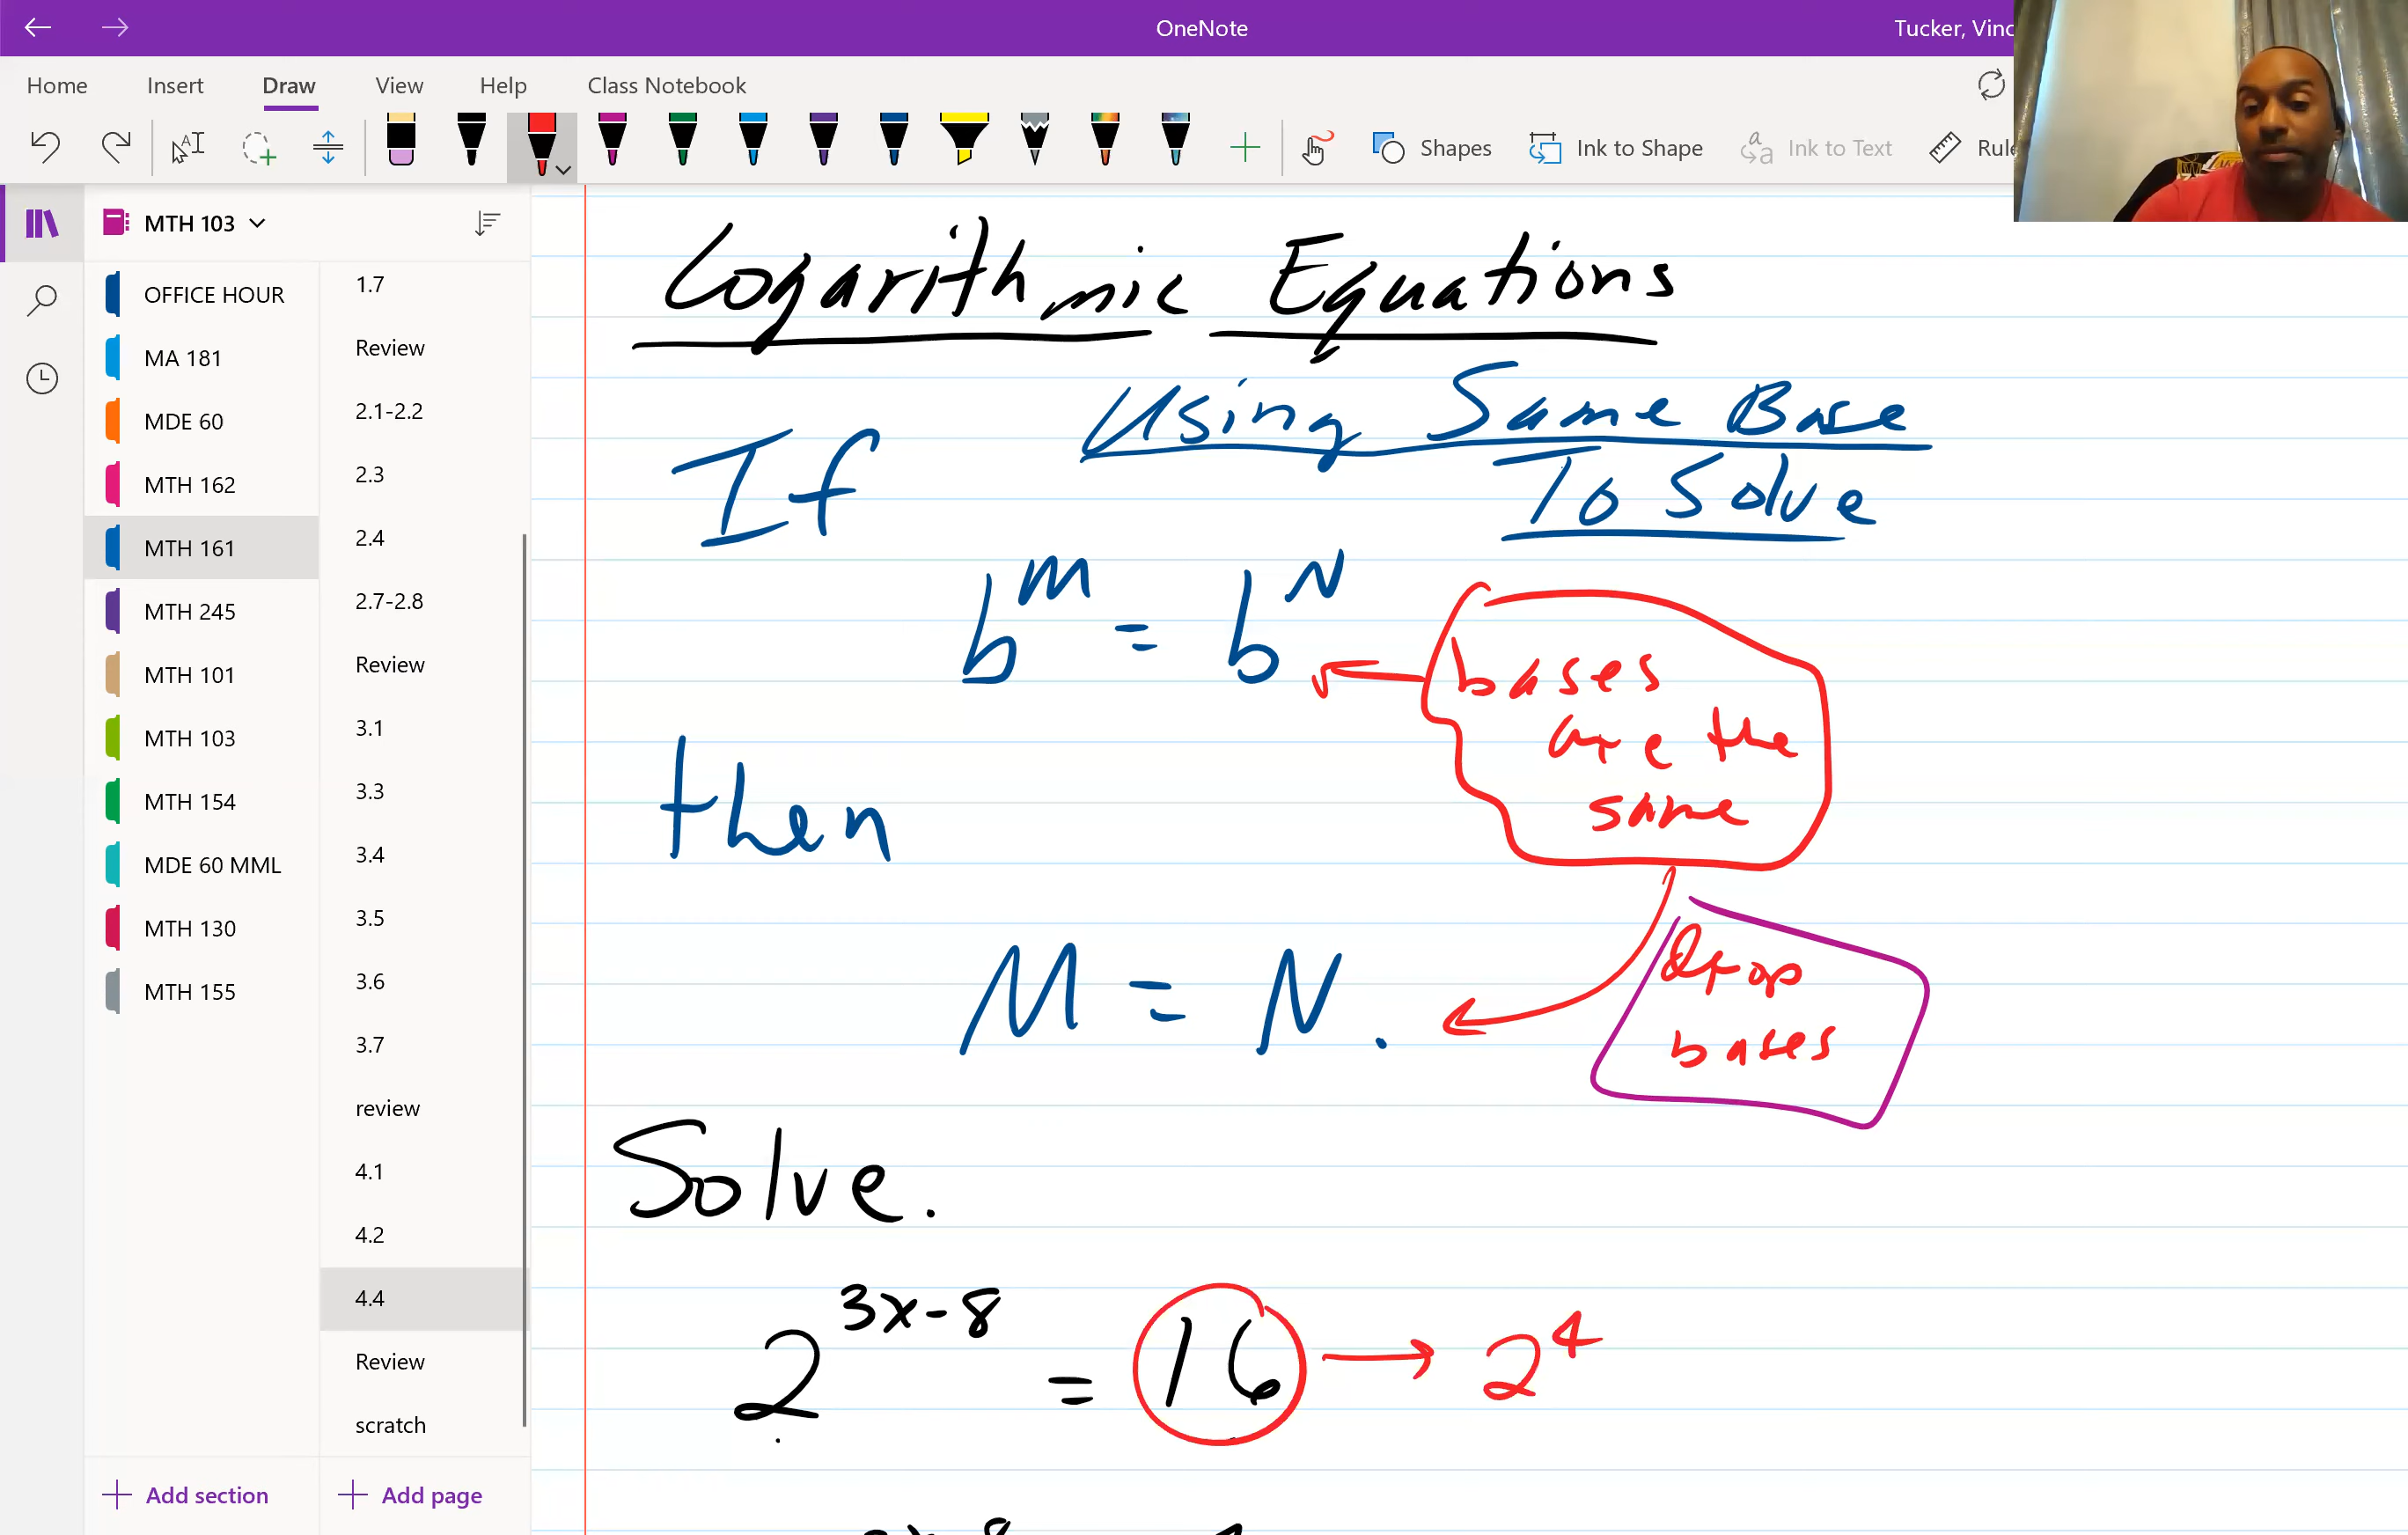 OneNote
Tucker, Vinc
Home Insert Draw View Help Class Notebook
Shapes Ink to Shape Ink to Text Rule
MTH 103
OFFICE HOUR
MA 181
MDE 60
MTH 162
MTH 161
MTH 245
MTH 101
MTH 103
MTH 154
MDE 60 MML
MTH 130
MTH 155
Add section
1.7
Review
2.1-2.2
2.3
2.4
2.7-2.8
Review
3.1
3.3
3.4
3.5
3.6
3.7
review
4.1
4.2
4.4
Review
scratch
Add page
Logarithmic Equations
Using Same Base
To Solve
If
b^M = b^N
bases
are the
same
then
M = N.
drop
bases
Solve.
2^{3x-8} = 16 → 2^4